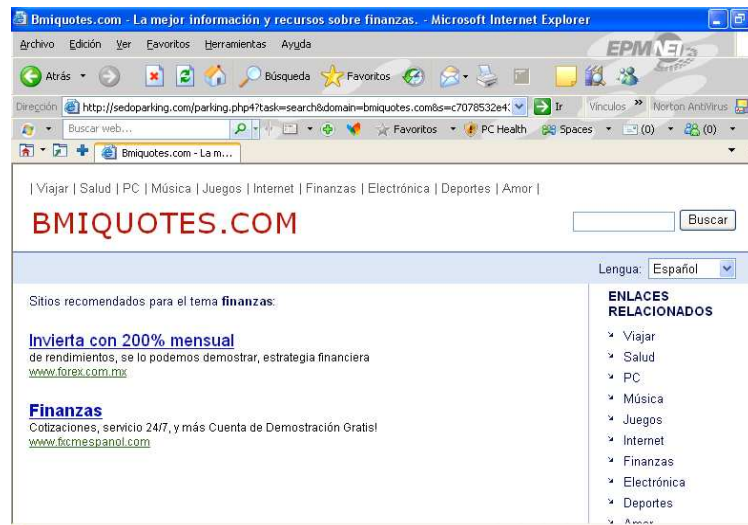 Bmiquotes.com - La mejor información y recursos sobre finanzas. - Microsoft Internet Explorer
Archivo Edición Ver Favoritos Herramientas Ayuda
EPMNET
Atrás Búsqueda Favoritos
Dirección http://sedoparking.com/parking.php4?task=search&domain=bmiquotes.com&s=c7078532e4 Ir Vínculos » Norton AntiVirus
Buscar web... Favoritos PC Health Spaces (0) (0)
Bmiquotes.com - La m...
| Viajar | Salud | PC | Música | Juegos | Internet | Finanzas | Electrónica | Deportes | Amor |
BMIQUOTES.COM
Buscar
Lengua: Español
Sitios recomendados para el tema finanzas:
Invierta con 200% mensual
de rendimientos, se lo podemos demostrar, estrategia financiera
www.forex.com.mx
Finanzas
Cotizaciones, servicio 24/7, y más Cuenta de Demostración Gratis!
www.fxcmespanol.com
ENLACES
RELACIONADOS
Viajar
Salud
PC
Música
Juegos
Internet
Finanzas
Electrónica
Deportes
Amor